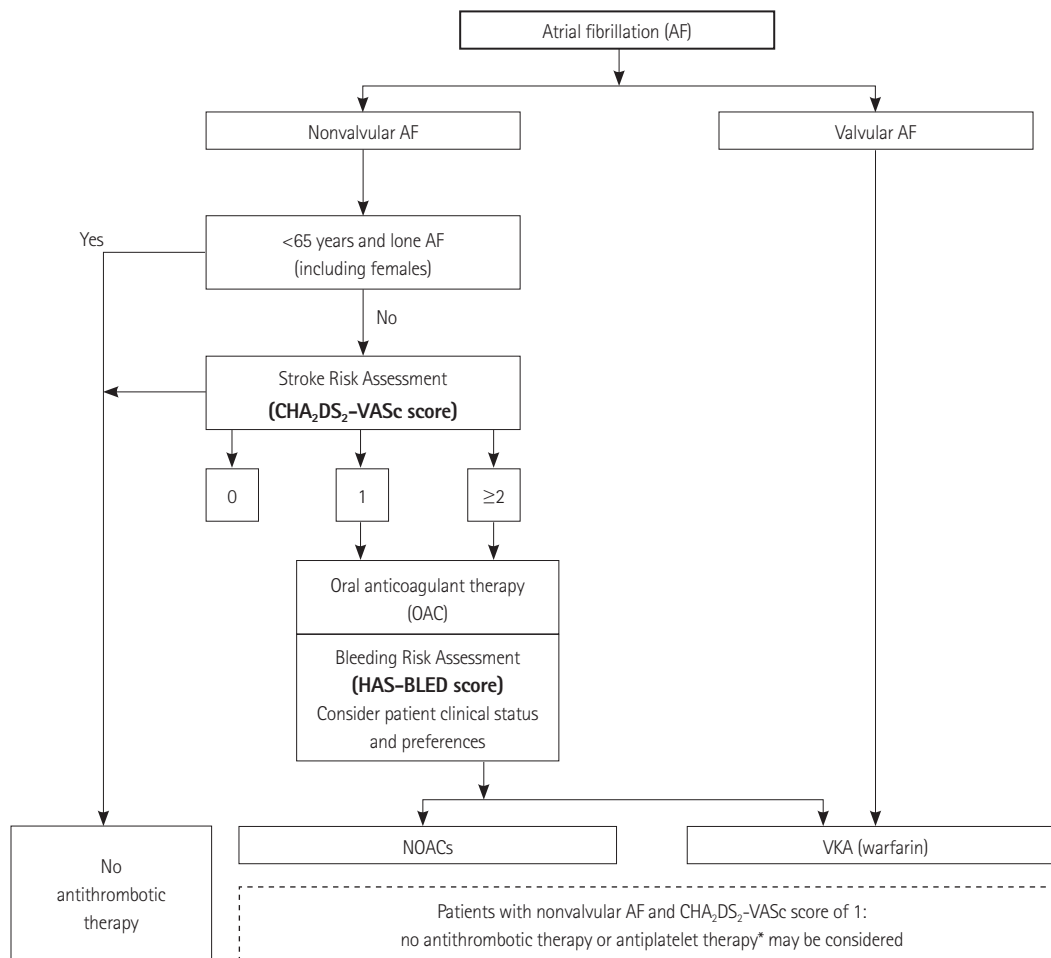 Atrial fibrillation (AF)
Nonvalvular AF
Valvular AF
Yes
<65 years and lone AF
(including females)
No
Stroke Risk Assessment
(CHA₂DS₂-VASc score)
0
1
≥2
Oral anticoagulant therapy
(OAC)
Bleeding Risk Assessment
(HAS-BLED score)
Consider patient clinical status
and preferences
No
antithrombotic
therapy
NOACs
VKA (warfarin)
Patients with nonvalvular AF and CHA₂DS₂-VASc score of 1:
no antithrombotic therapy or antiplatelet therapy* may be considered